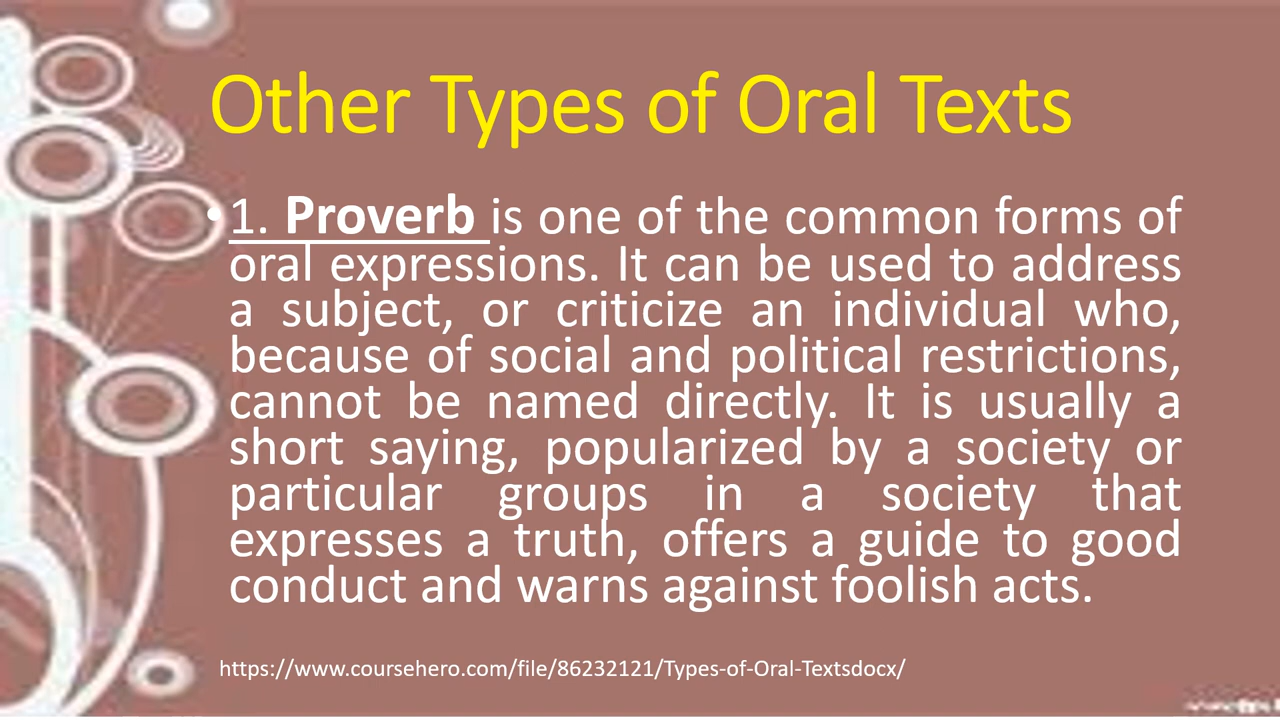 Other Types of Oral Texts
• 1. Proverb is one of the common forms of
oral expressions. It can be used to address
a subject, or criticize an individual who,
because of social and political restrictions,
cannot be named directly. It is usually a
short saying, popularized by a society or
particular groups in a society that
expresses a truth, offers a guide to good
conduct and warns against foolish acts.
https://www.coursehero.com/file/86232121/Types-of-Oral-Textsdocx/